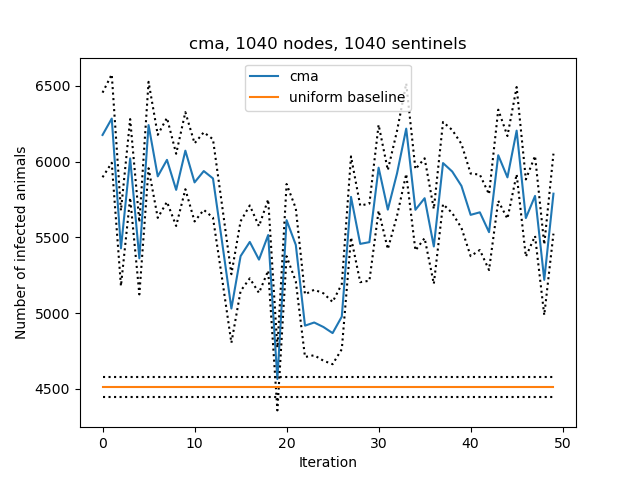 cma, 1040 nodes, 1040 sentinels
cma
uniform baseline
Number of infected animals
6500
6000
5500
5000
4500
0
10
20
30
40
50
Iteration